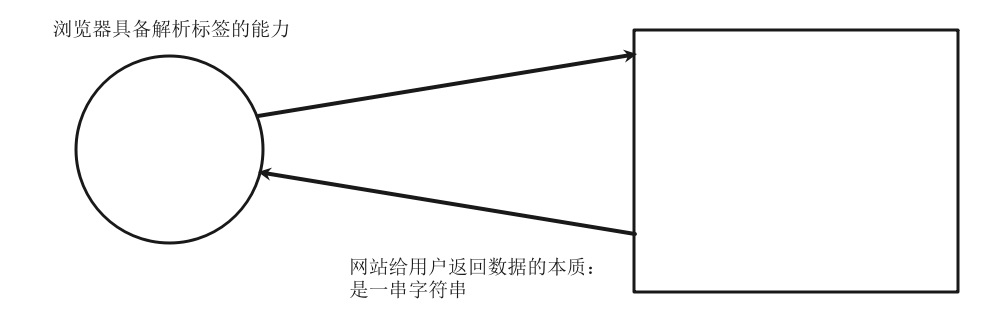 浏览器具备解析标签的能力
网站给用户返回数据的本质：
是一串字符串